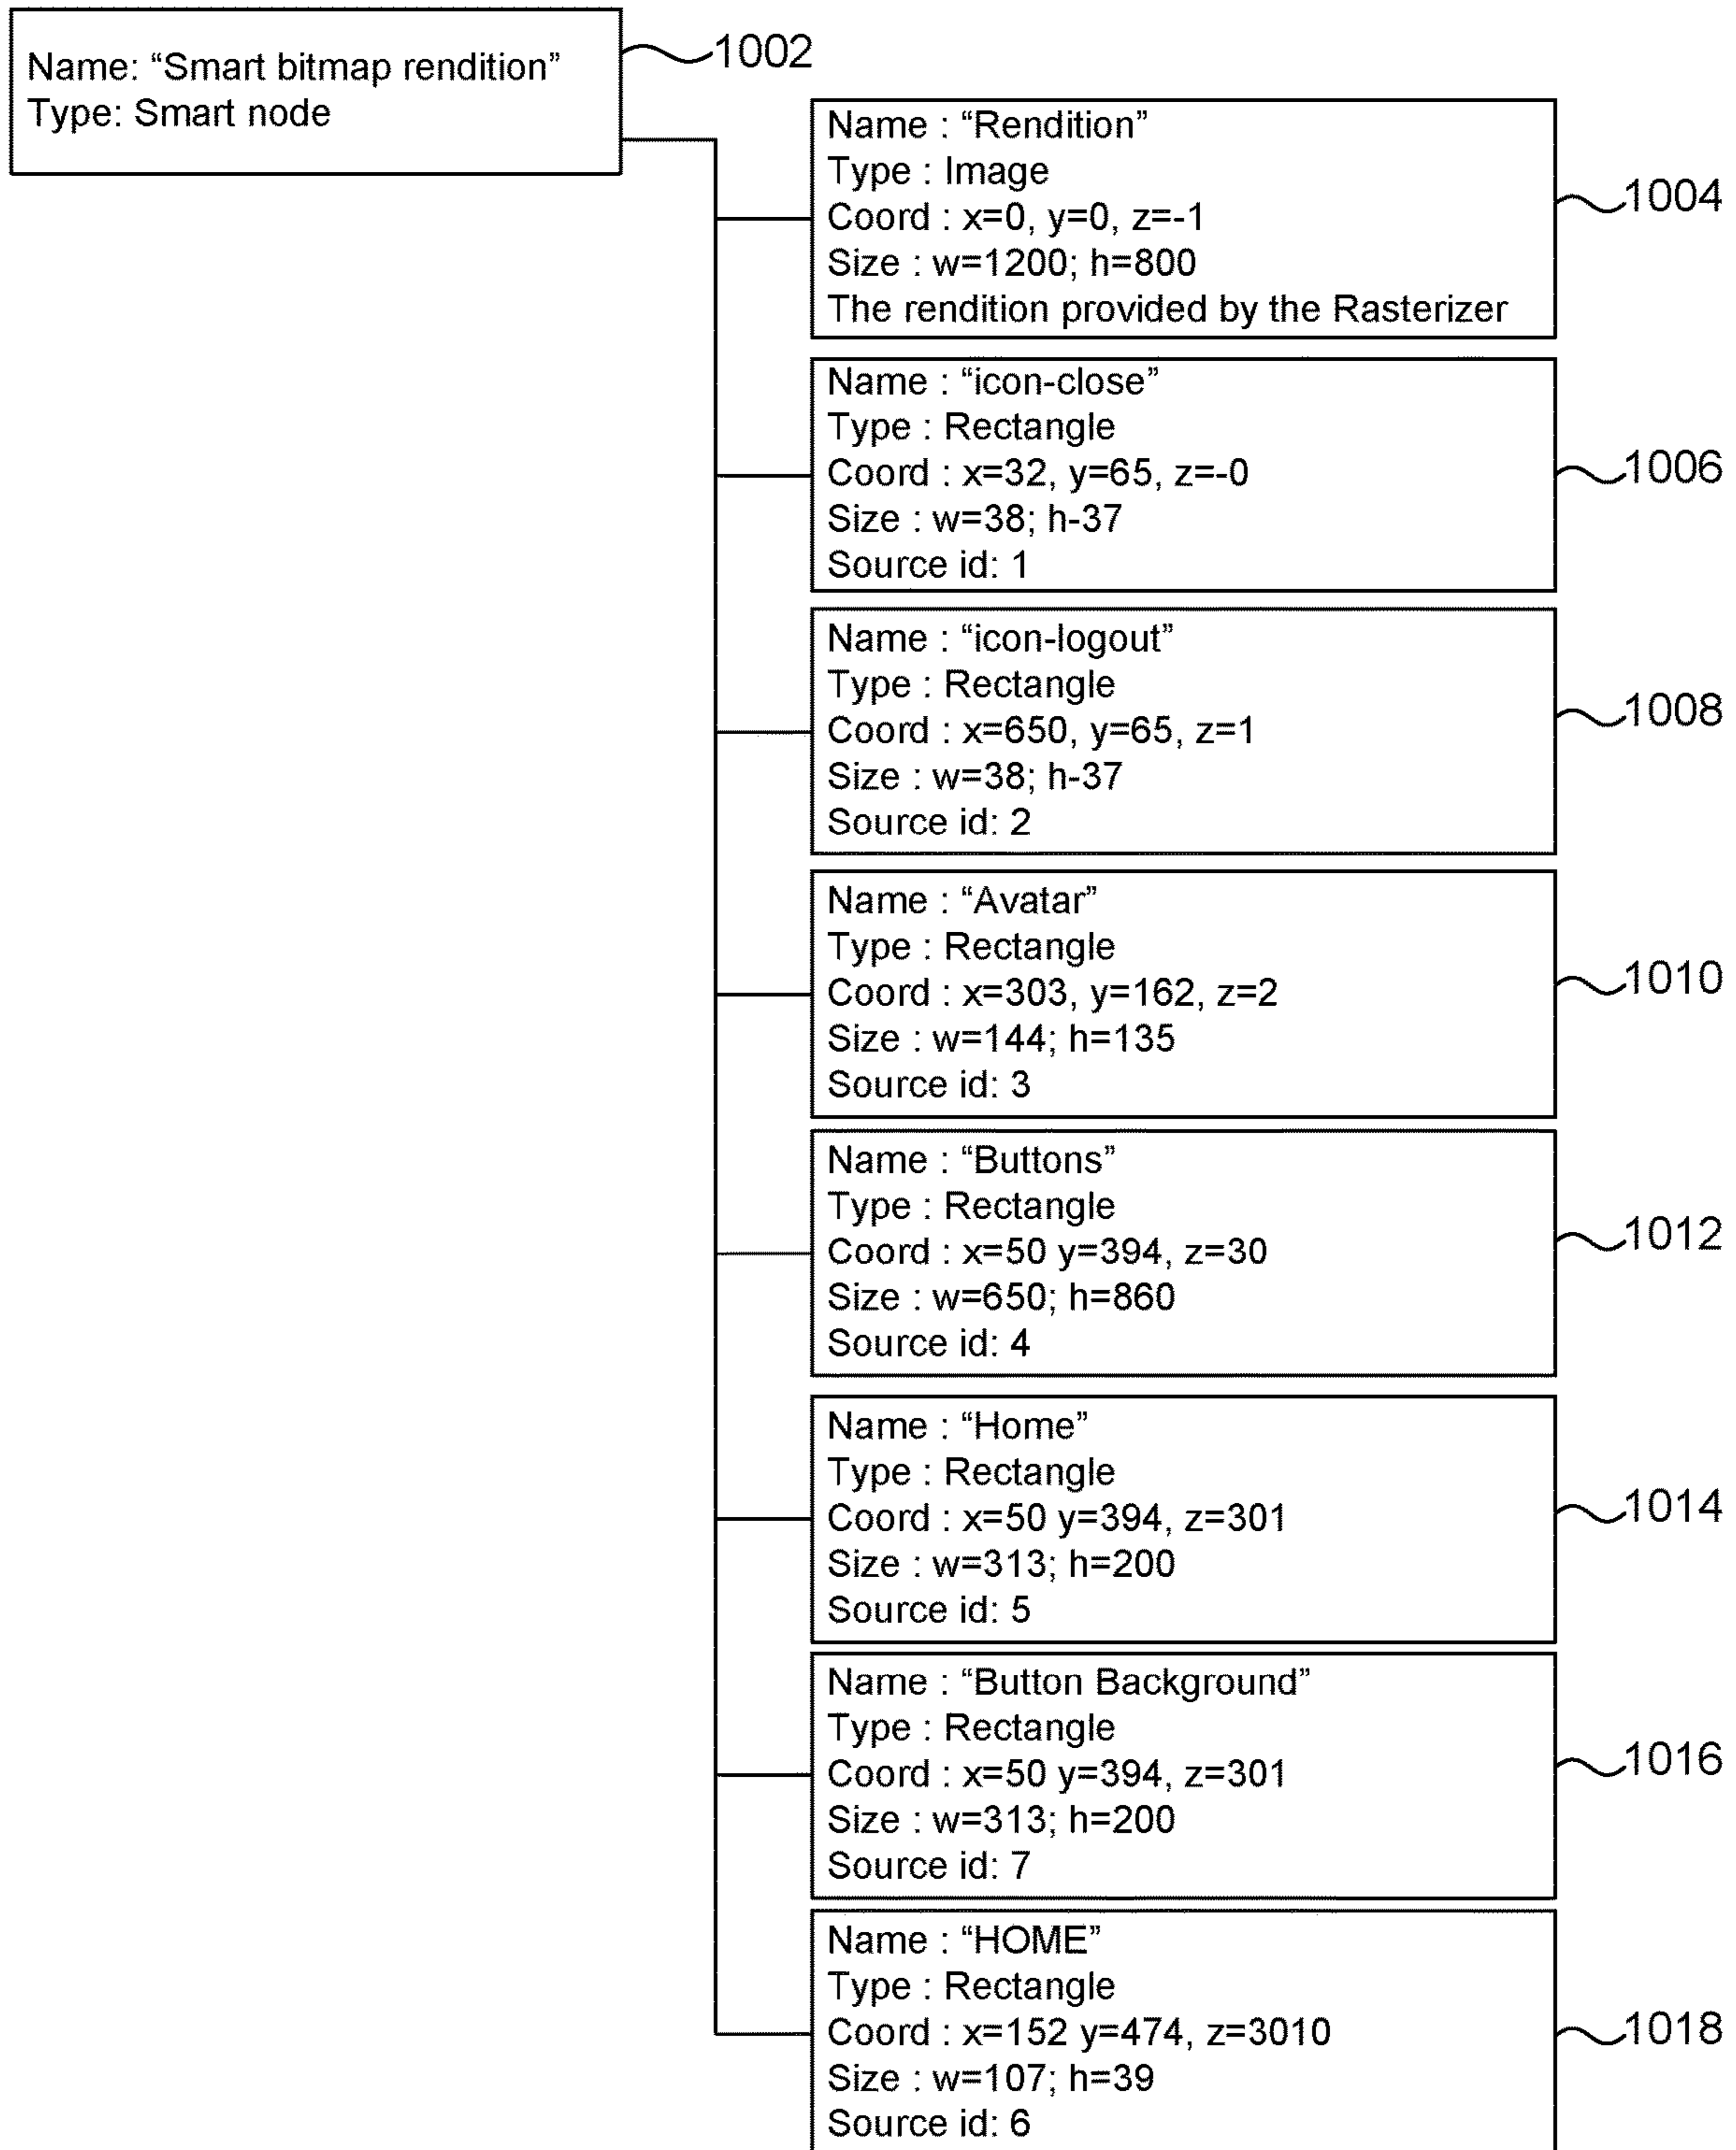 Name: “Smart bitmap rendition”
Type: Smart node
1002
Name : “Rendition”
Type : Image
Coord : x=0, y=0, z=-1
Size : w=1200; h=800
The rendition provided by the Rasterizer
1004
Name : “icon-close”
Type : Rectangle
Coord : x=32, y=65, z=-0
Size : w=38; h-37
Source id: 1
1006
Name : “icon-logout”
Type : Rectangle
Coord : x=650, y=65, z=1
Size : w=38; h-37
Source id: 2
1008
Name : “Avatar”
Type : Rectangle
Coord : x=303, y=162, z=2
Size : w=144; h=135
Source id: 3
1010
Name : “Buttons”
Type : Rectangle
Coord : x=50 y=394, z=30
Size : w=650; h=860
Source id: 4
1012
Name : “Home”
Type : Rectangle
Coord : x=50 y=394, z=301
Size : w=313; h=200
Source id: 5
1014
Name : “Button Background”
Type : Rectangle
Coord : x=50 y=394, z=301
Size : w=313; h=200
Source id: 7
1016
Name : “HOME”
Type : Rectangle
Coord : x=152 y=474, z=3010
Size : w=107; h=39
Source id: 6
1018